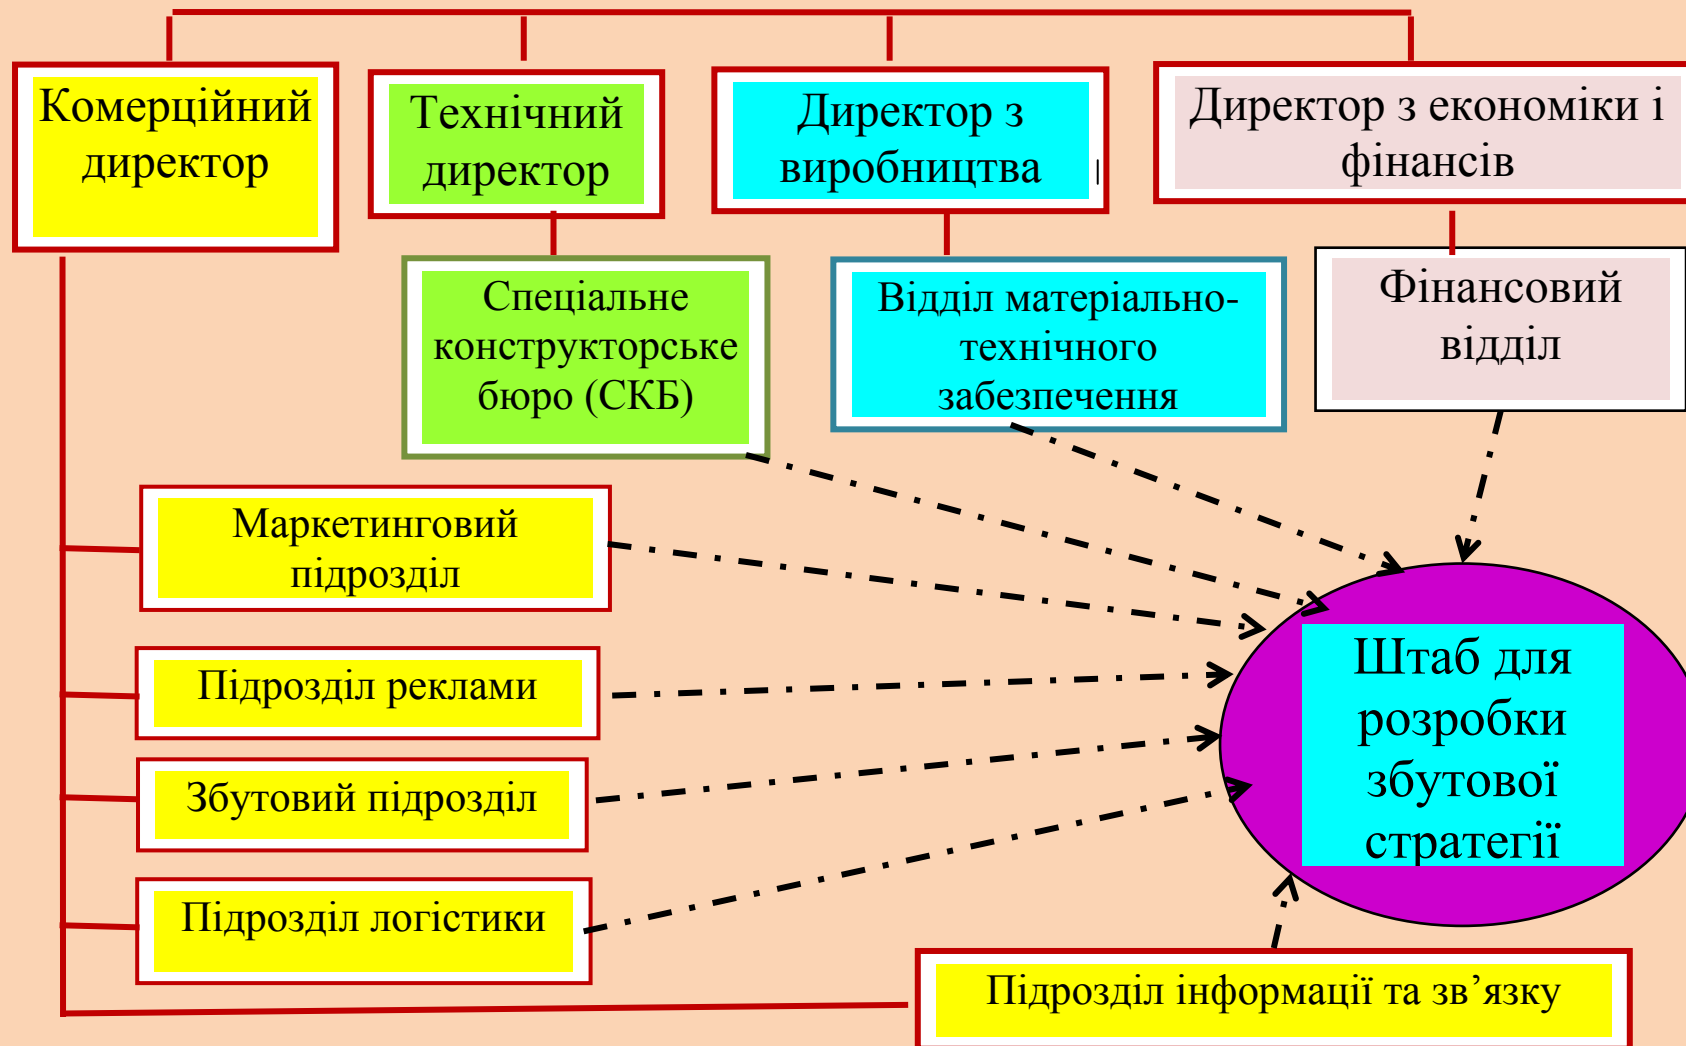 Комерційний
директор
Технічний
директор
Директор з
виробництва
Директор з економіки і
фінансів
Спеціальне
конструкторське
бюро (СКБ)
Відділ матеріально-
технічного
забезпечення
Фінансовий
відділ
Маркетинговий
підрозділ
Підрозділ реклами
Збутовий підрозділ
Підрозділ логістики
Штаб для
розробки
збутової
стратегії
Підрозділ інформації та зв’язку